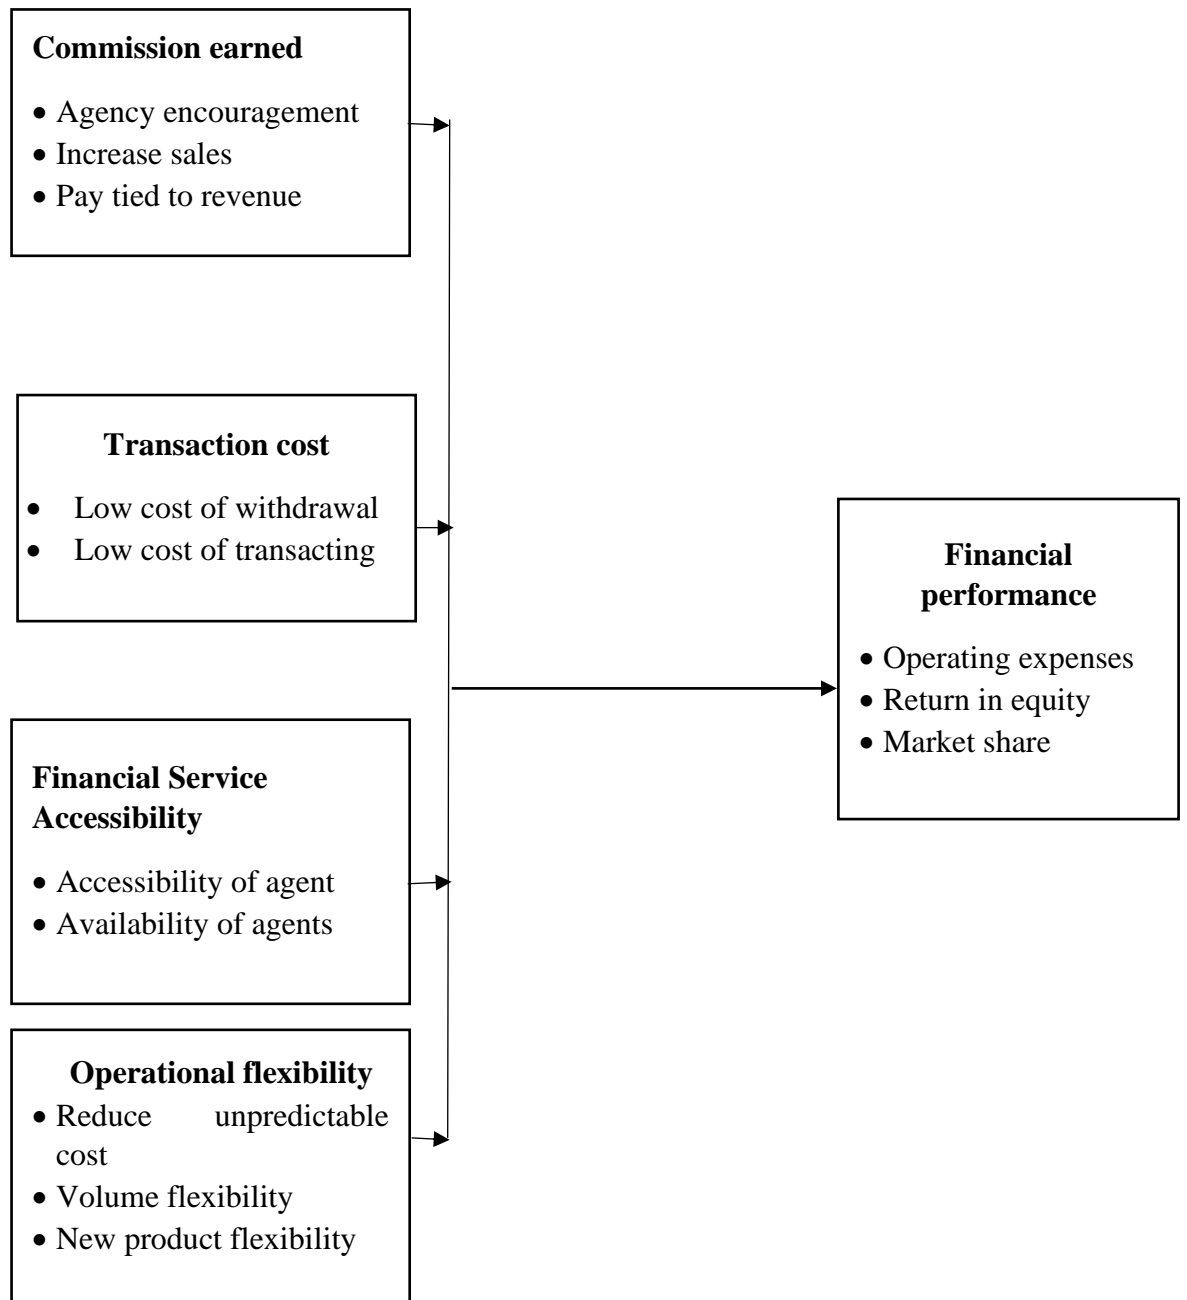 Commission earned
• Agency encouragement
• Increase sales
• Pay tied to revenue
Transaction cost
• Low cost of withdrawal
• Low cost of transacting
Financial Service
Accessibility
• Accessibility of agent
• Availability of agents
Operational flexibility
• Reduce unpredictable
cost
• Volume flexibility
• New product flexibility
Financial
performance
• Operating expenses
• Return in equity
• Market share